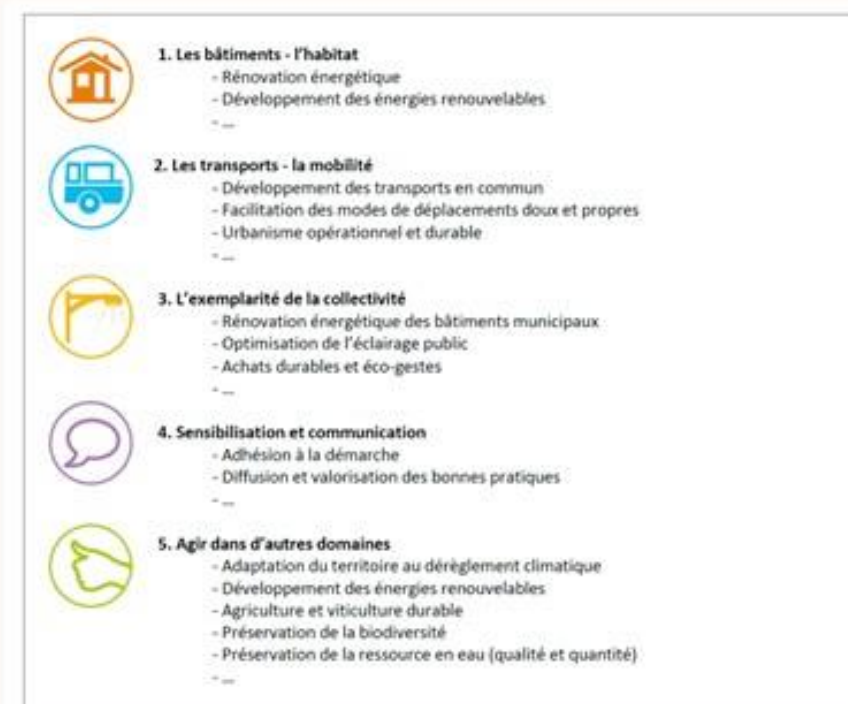 1. Les bâtiments - l'habitat
- Rénovation énergétique
- Développement des énergies renouvelables
- ...
2. Les transports - la mobilité
- Développement des transports en commun
- Facilitation des modes de déplacements doux et propres
- Urbanisme opérationnel et durable
- ...
3. L'exemplarité de la collectivité
- Rénovation énergétique des bâtiments municipaux
- Optimisation de l'éclairage public
- Achats durables et éco-gestes
- ...
4. Sensibilisation et communication
- Adhésion à la démarche
- Diffusion et valorisation des bonnes pratiques
- ...
5. Agir dans d'autres domaines
- Adaptation du territoire au dérèglement climatique
- Développement des énergies renouvelables
- Agriculture et viticulture durable
- Préservation de la biodiversité
- Préservation de la ressource en eau (qualité et quantité)
- ...